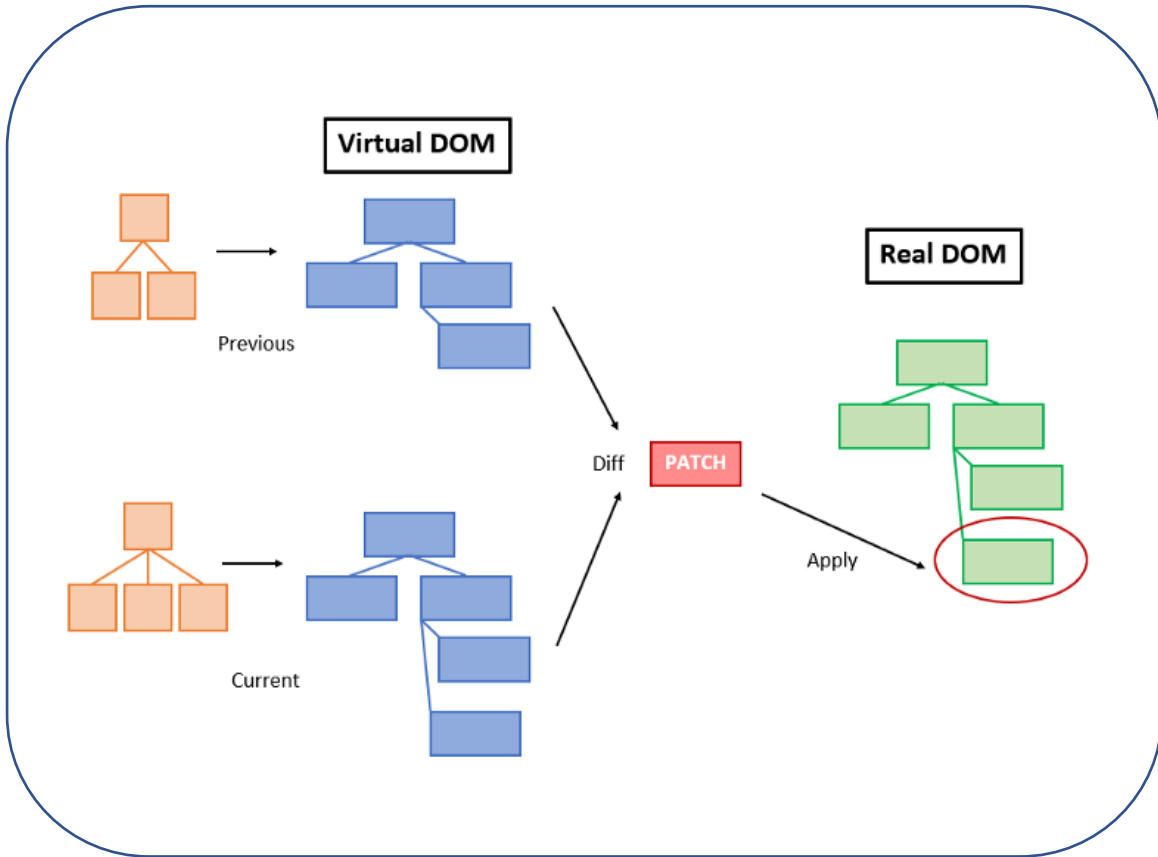 Virtual DOM
Real DOM
Previous
Diff
PATCH
Apply
Current